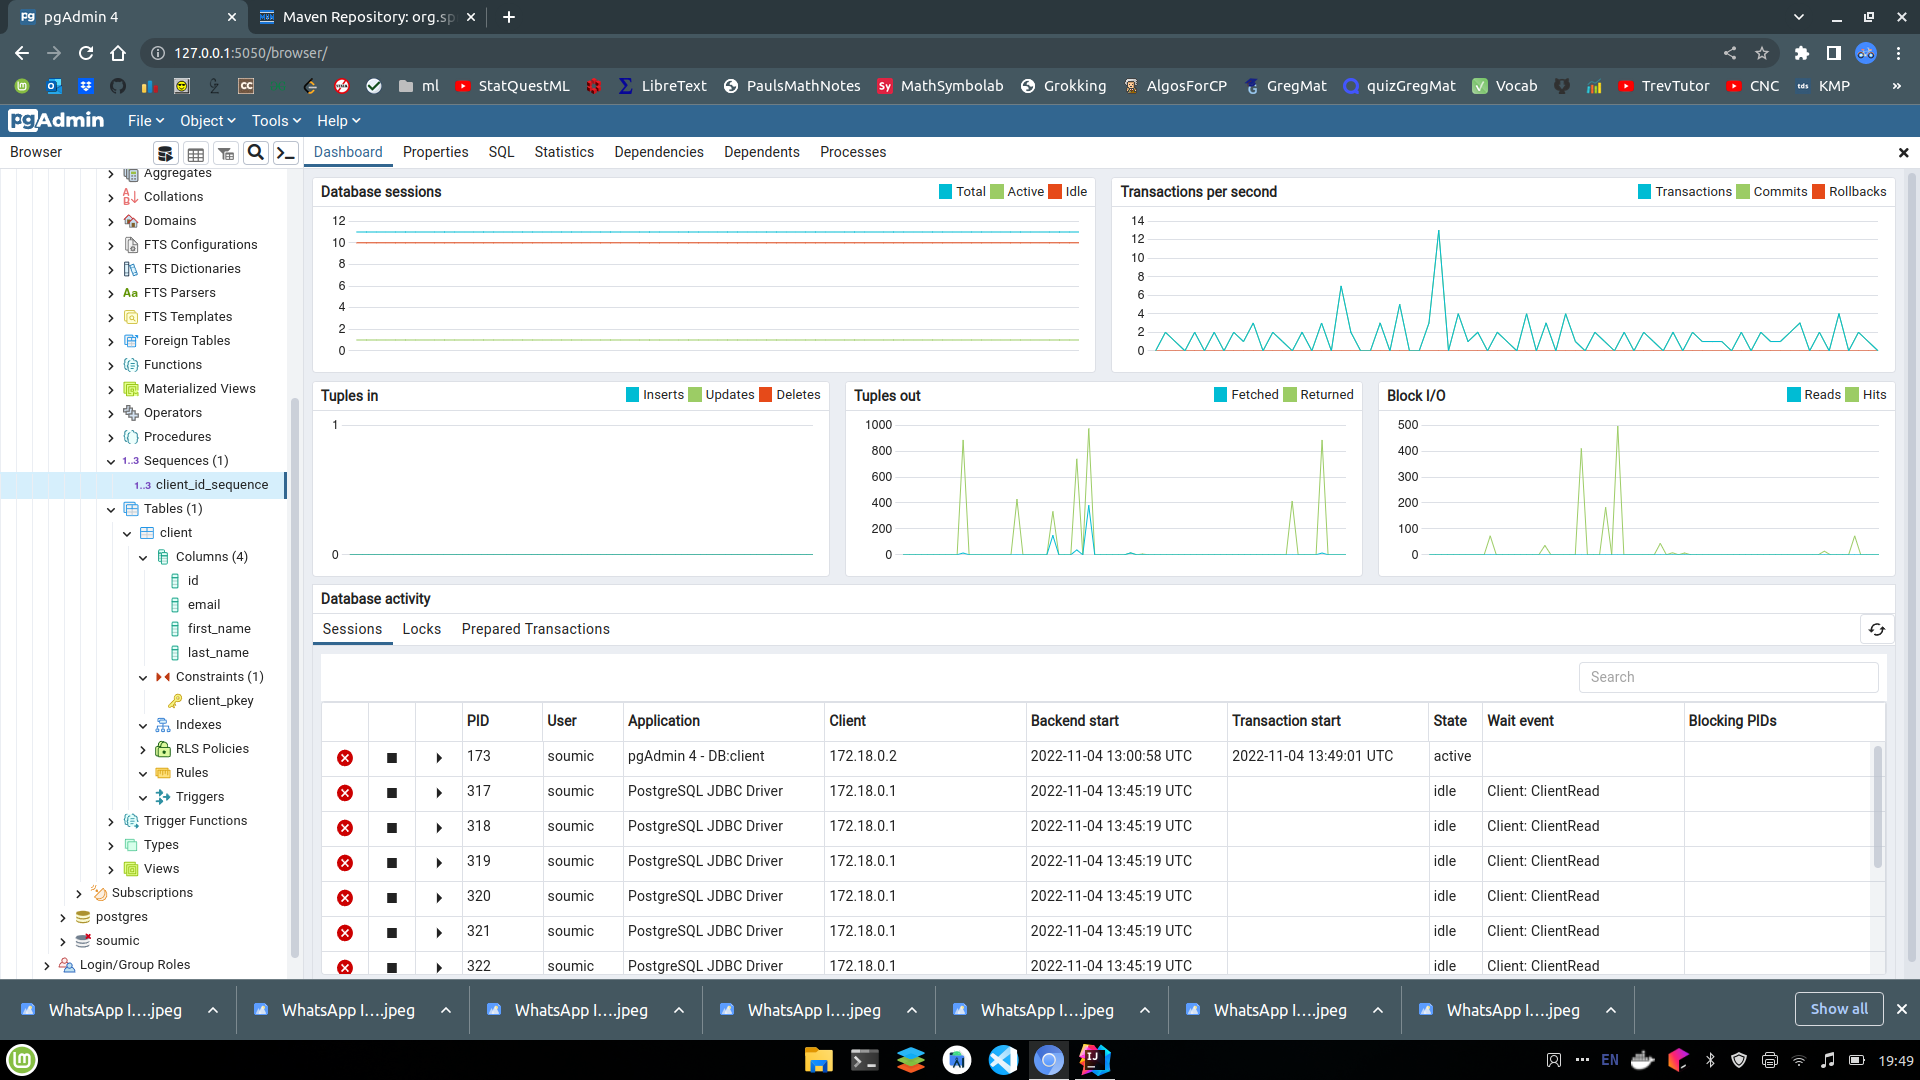 pgAdmin 4
Maven Repository: org.sp
127.0.0.1:5050/browser/
ml
StatQuestML
LibreText
PaulsMathNotes
MathSymbolab
Grokking
AlgosForCP
GregMat
quizGregMat
Vocab
TrevTutor
CNC
KMP
pgAdmin
File
Object
Tools
Help
Browser
Dashboard
Properties
SQL
Statistics
Dependencies
Dependents
Processes
Aggregates
Collations
Domains
FTS Configurations
FTS Dictionaries
FTS Parsers
FTS Templates
Foreign Tables
Functions
Materialized Views
Operators
Procedures
Sequences (1)
client_id_sequence
Tables (1)
client
Columns (4)
id
email
first_name
last_name
Constraints (1)
client_pkey
Indexes
RLS Policies
Rules
Triggers
Trigger Functions
Types
Views
Subscriptions
postgres
soumic
Login/Group Roles
Database sessions
Total Active Idle
12
10
8
6
4
2
0
Transactions per second
Transactions Commits Rollbacks
14
12
10
8
6
4
2
0
Tuples in
Inserts Updates Deletes
1
0
Tuples out
Fetched Returned
1000
800
600
400
200
0
Block I/O
Reads Hits
500
400
300
200
100
0
Database activity
Sessions Locks Prepared Transactions
Search
PID User Application Client Backend start Transaction start State Wait event Blocking PIDs
173 soumic pgAdmin 4 - DB:client 172.18.0.2 2022-11-04 13:00:58 UTC 2022-11-04 13:49:01 UTC active
317 soumic PostgreSQL JDBC Driver 172.18.0.1 2022-11-04 13:45:19 UTC idle Client: ClientRead
318 soumic PostgreSQL JDBC Driver 172.18.0.1 2022-11-04 13:45:19 UTC idle Client: ClientRead
319 soumic PostgreSQL JDBC Driver 172.18.0.1 2022-11-04 13:45:19 UTC idle Client: ClientRead
320 soumic PostgreSQL JDBC Driver 172.18.0.1 2022-11-04 13:45:19 UTC idle Client: ClientRead
321 soumic PostgreSQL JDBC Driver 172.18.0.1 2022-11-04 13:45:19 UTC idle Client: ClientRead
322 soumic PostgreSQL JDBC Driver 172.18.0.1 2022-11-04 13:45:19 UTC idle Client: ClientRead
WhatsApp I....jpeg
WhatsApp I....jpeg
WhatsApp I....jpeg
WhatsApp I....jpeg
WhatsApp I....jpeg
WhatsApp I....jpeg
WhatsApp I....jpeg
Show all
EN
19:49